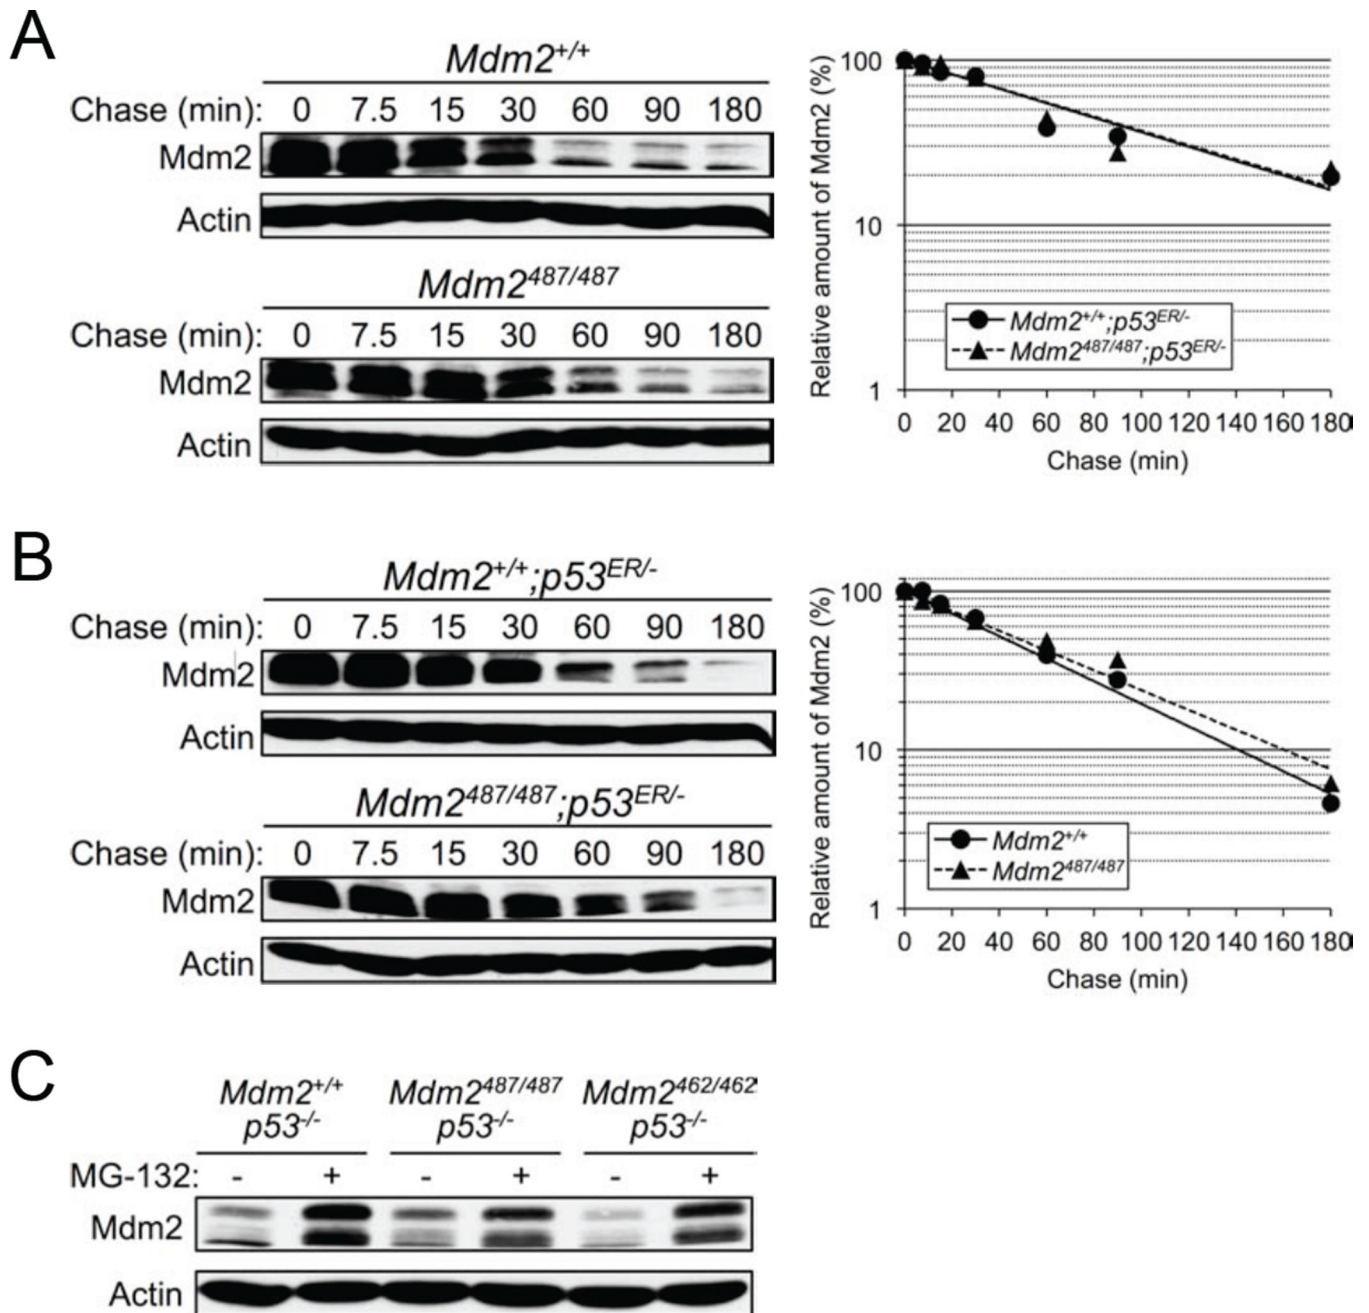 A
Mdm2+/+
Chase (min): 0 7.5 15 30 60 90 180
Mdm2
Actin
Mdm2487/487
Chase (min): 0 7.5 15 30 60 90 180
Mdm2
Actin
Relative amount of Mdm2 (%)
100
10
1
Mdm2+/+;p53ER/-
Mdm2487/487;p53ER/-
0 20 40 60 80 100 120 140 160 180
Chase (min)
B
Mdm2+/+;p53ER/-
Chase (min): 0 7.5 15 30 60 90 180
Mdm2
Actin
Mdm2487/487;p53ER/-
Chase (min): 0 7.5 15 30 60 90 180
Mdm2
Actin
Relative amount of Mdm2 (%)
100
10
1
Mdm2+/+
Mdm2487/487
0 20 40 60 80 100 120 140 160 180
Chase (min)
C
Mdm2+/+ Mdm2487/487 Mdm2462/462
p53-/- p53-/- p53-/-
MG-132: - + - + - +
Mdm2
Actin